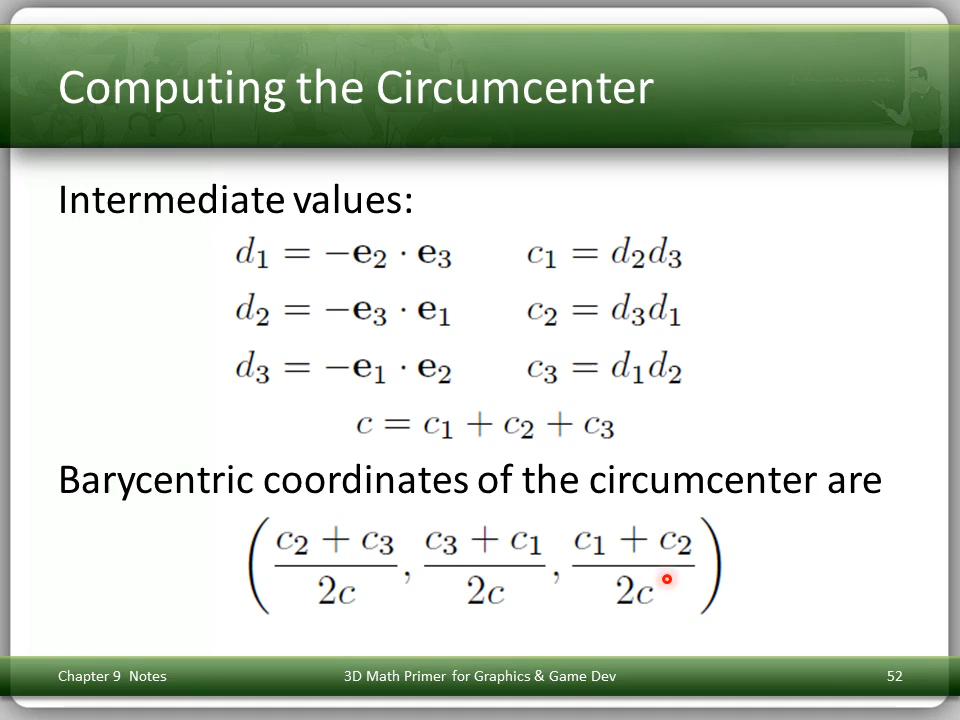 Computing the Circumcenter
Intermediate values:
d₁ = −e₂ · e₃ c₁ = d₂d₃
d₂ = −e₃ · e₁ c₂ = d₃d₁
d₃ = −e₁ · e₂ c₃ = d₁d₂
c = c₁ + c₂ + c₃
Barycentric coordinates of the circumcenter are
( (c₂ + c₃)/2c, (c₃ + c₁)/2c, (c₁ + c₂)/2c )
Chapter 9 Notes 3D Math Primer for Graphics & Game Dev 52